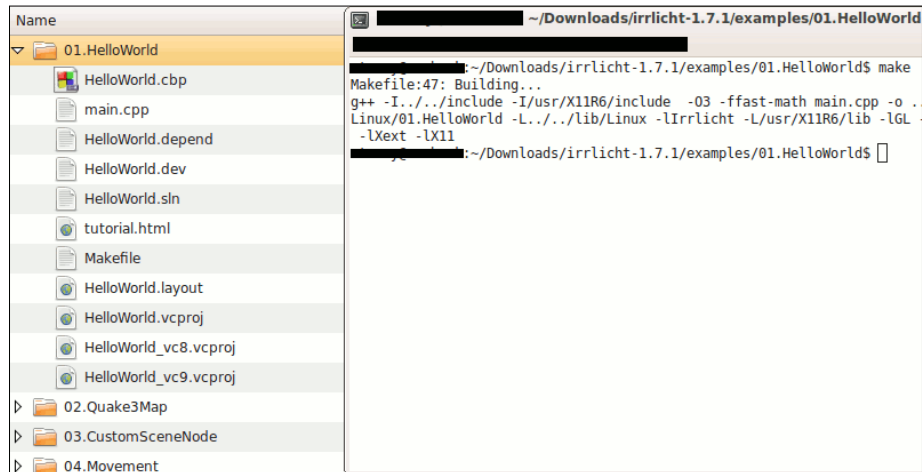 Name
01.HelloWorld
HelloWorld.cbp
main.cpp
HelloWorld.depend
HelloWorld.dev
HelloWorld.sln
tutorial.html
Makefile
HelloWorld.layout
HelloWorld.vcproj
HelloWorld_vc8.vcproj
HelloWorld_vc9.vcproj
02.Quake3Map
03.CustomSceneNode
04.Movement
~/Downloads/irrlicht-1.7.1/examples/01.HelloWorld
:~/Downloads/irrlicht-1.7.1/examples/01.HelloWorld$ make
Makefile:47: Building...
g++ -I../../include -I/usr/X11R6/include  -O3 -ffast-math main.cpp -o ..
Linux/01.HelloWorld -L../../lib/Linux -lIrrlicht -L/usr/X11R6/lib -lGL -
-lXext -lX11
:~/Downloads/irrlicht-1.7.1/examples/01.HelloWorld$